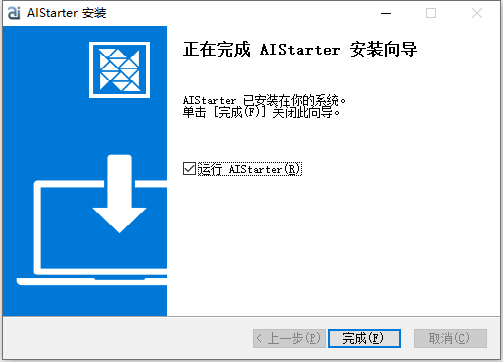 AIStarter 安装
正在完成 AIStarter 安装向导
AIStarter 已安装在你的系统。
单击 [完成(F)] 关闭此向导。
运行 AIStarter(R)
< 上一步(P) 完成(F) 取消(C)